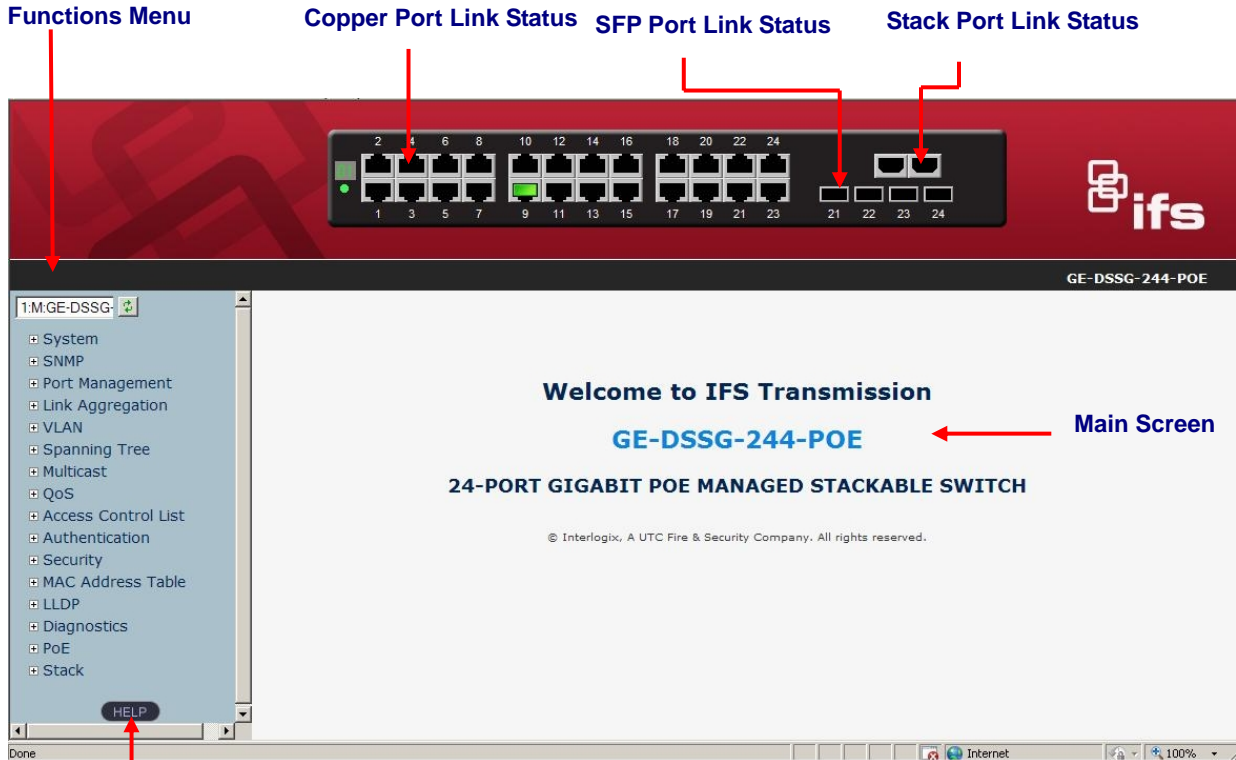 Functions Menu
Copper Port Link Status
SFP Port Link Status
Stack Port Link Status
2 4 6 8 10 12 14 16 18 20 22 24
1 3 5 7 9 11 13 15 17 19 21 23 21 22 23 24
ifs
GE-DSSG-244-POE
1:M:GE-DSSG-
System
SNMP
Port Management
Link Aggregation
VLAN
Spanning Tree
Multicast
QoS
Access Control List
Authentication
Security
MAC Address Table
LLDP
Diagnostics
PoE
Stack
HELP
Welcome to IFS Transmission
GE-DSSG-244-POE
Main Screen
24-PORT GIGABIT POE MANAGED STACKABLE SWITCH
© Interlogix, A UTC Fire & Security Company. All rights reserved.
Done
Internet
100%